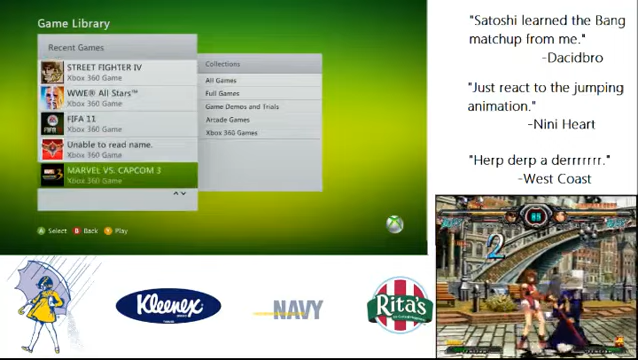 Game Library
Recent Games
STREET FIGHTER IV
Xbox 360 Game
WWE® All Stars™
Xbox 360 Game
FIFA 11
Xbox 360 Game
Unable to read name.
Xbox 360 Game
MARVEL VS. CAPCOM 3
Xbox 360 Game
Collections
All Games
Full Games
Game Demos and Trials
Arcade Games
Xbox 360 Games
A Select B Back Y Play
"Satoshi learned the Bang
matchup from me."
-Dacidbro
"Just react to the jumping
animation."
-Nini Heart
"Herp derp a derrrrrrr."
-West Coast
2
Kleenex
NAVY
Rita's